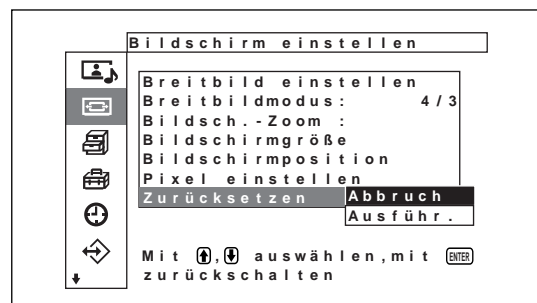 Bildschirm einstellen
Breitbild einstellen
Breitbildmodus: 4/3
Bildsch.-Zoom :
Bildschirmgröße
Bildschirmposition
Pixel einstellen
Zurücksetzen Abbruch
Ausführ.
Mit ↑,↓ auswählen,mit ENTER
zurückschalten